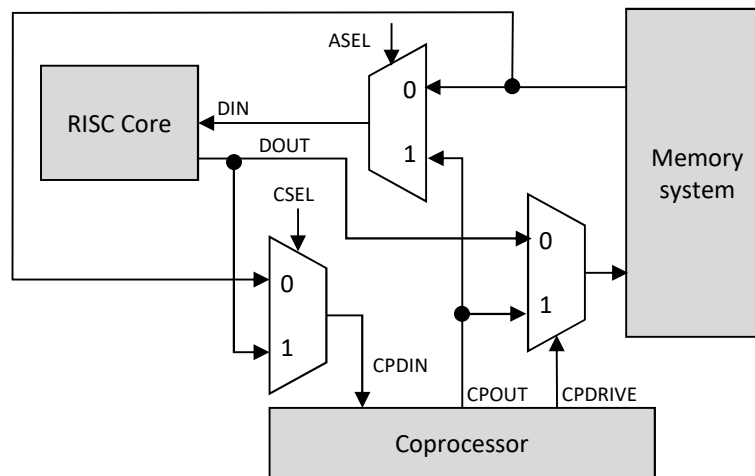 ASEL
0
RISC Core
DIN
1
DOUT
Memory
system
CSEL
0
0
1
1
CPDIN
CPOUT
CPDRIVE
Coprocessor